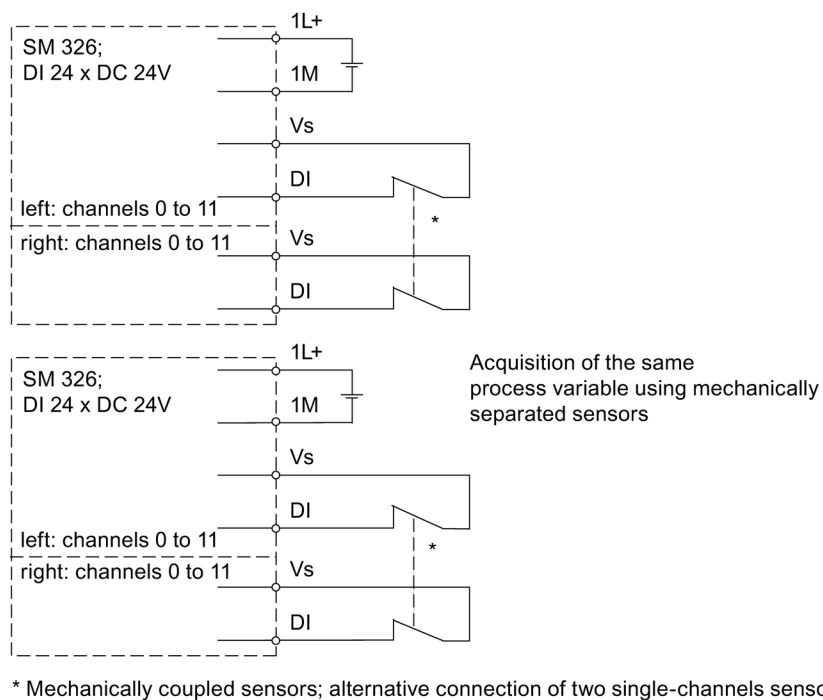 1L+
SM 326;
DI 24 x DC 24V
1M
Vs
DI
left: channels 0 to 11
*
right: channels 0 to 11
Vs
DI
1L+
SM 326;
DI 24 x DC 24V
1M
Acquisition of the same
process variable using mechanically
separated sensors
Vs
DI
left: channels 0 to 11
*
right: channels 0 to 11
Vs
DI
* Mechanically coupled sensors; alternative connection of two single-channels